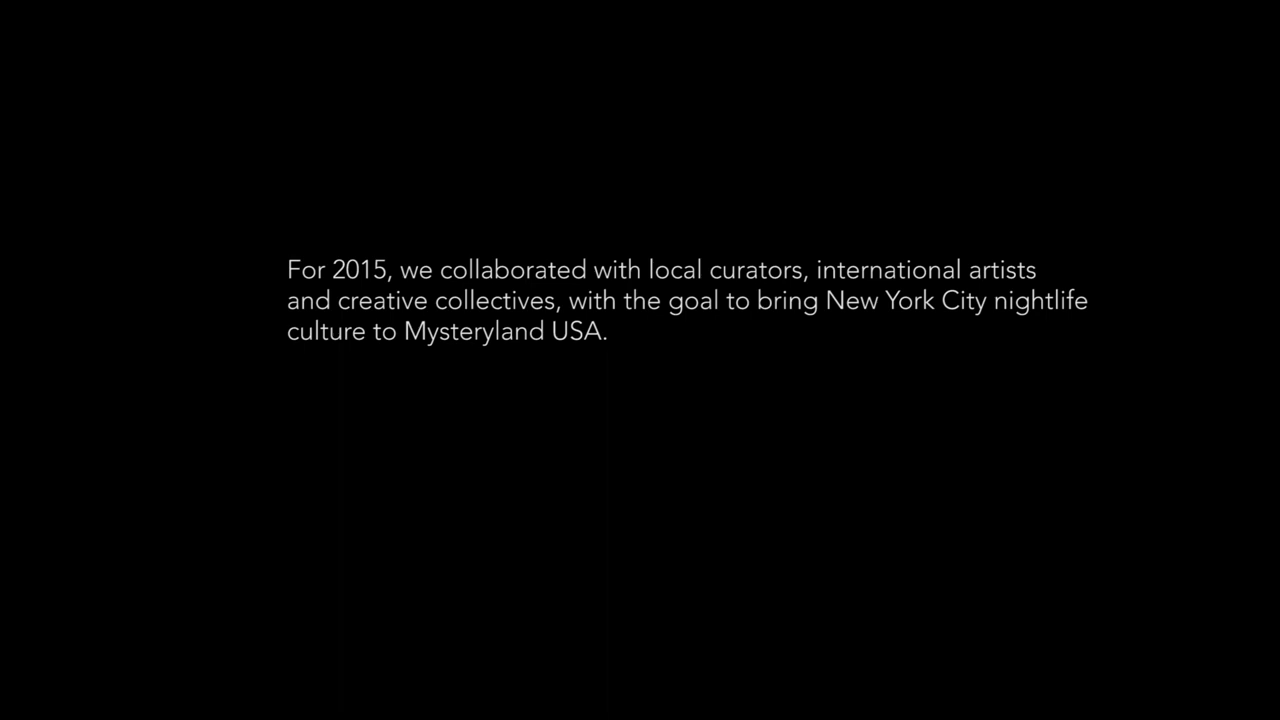 For 2015, we collaborated with local curators, international artists
and creative collectives, with the goal to bring New York City nightlife
culture to Mysteryland USA.